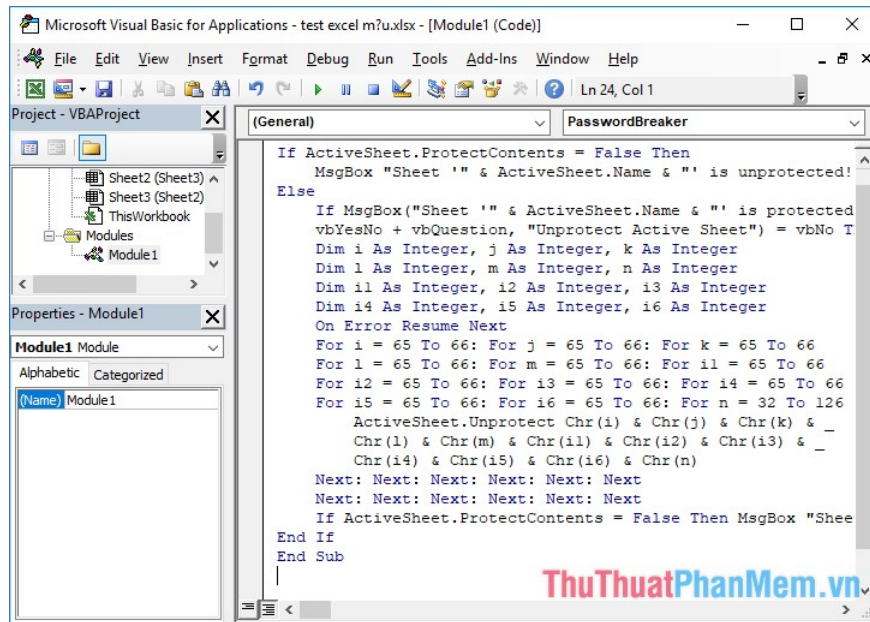 Microsoft Visual Basic for Applications - test excel m?u.xlsx - [Module1 (Code)]
File Edit View Insert Format Debug Run Tools Add-Ins Window Help
Ln 24, Col 1
Project - VBAProject
Sheet2 (Sheet3)
Sheet3 (Sheet2)
ThisWorkbook
Modules
Module1
Properties - Module1
Module1 Module
Alphabetic Categorized
(Name) Module1
(General) PasswordBreaker
If ActiveSheet.ProtectContents = False Then
MsgBox "Sheet '" & ActiveSheet.Name & "' is unprotected!
Else
If MsgBox("Sheet '" & ActiveSheet.Name & "' is protected
vbYesNo + vbQuestion, "Unprotect Active Sheet") = vbNo T
Dim i As Integer, j As Integer, k As Integer
Dim l As Integer, m As Integer, n As Integer
Dim i1 As Integer, i2 As Integer, i3 As Integer
Dim i4 As Integer, i5 As Integer, i6 As Integer
On Error Resume Next
For i = 65 To 66: For j = 65 To 66: For k = 65 To 66
For l = 65 To 66: For m = 65 To 66: For i1 = 65 To 66
For i2 = 65 To 66: For i3 = 65 To 66: For i4 = 65 To 66
For i5 = 65 To 66: For i6 = 65 To 66: For n = 32 To 126
ActiveSheet.Unprotect Chr(i) & Chr(j) & Chr(k) & _
Chr(l) & Chr(m) & Chr(i1) & Chr(i2) & Chr(i3) & _
Chr(i4) & Chr(i5) & Chr(i6) & Chr(n)
Next: Next: Next: Next: Next: Next
Next: Next: Next: Next: Next: Next
If ActiveSheet.ProtectContents = False Then MsgBox "Shee
End If
End Sub
ThuThuatPhanMem.vn